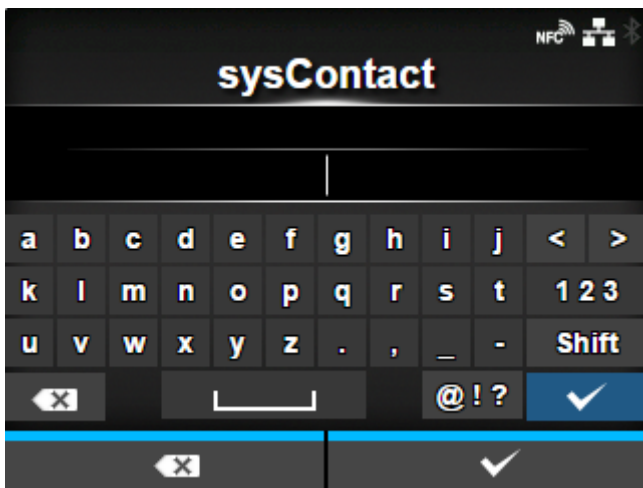 NFC
sysContact
a b c d e f g h i j < >
k l m n o p q r s t 1 2 3
u v w x y z . , _ - Shift
@ ! ?